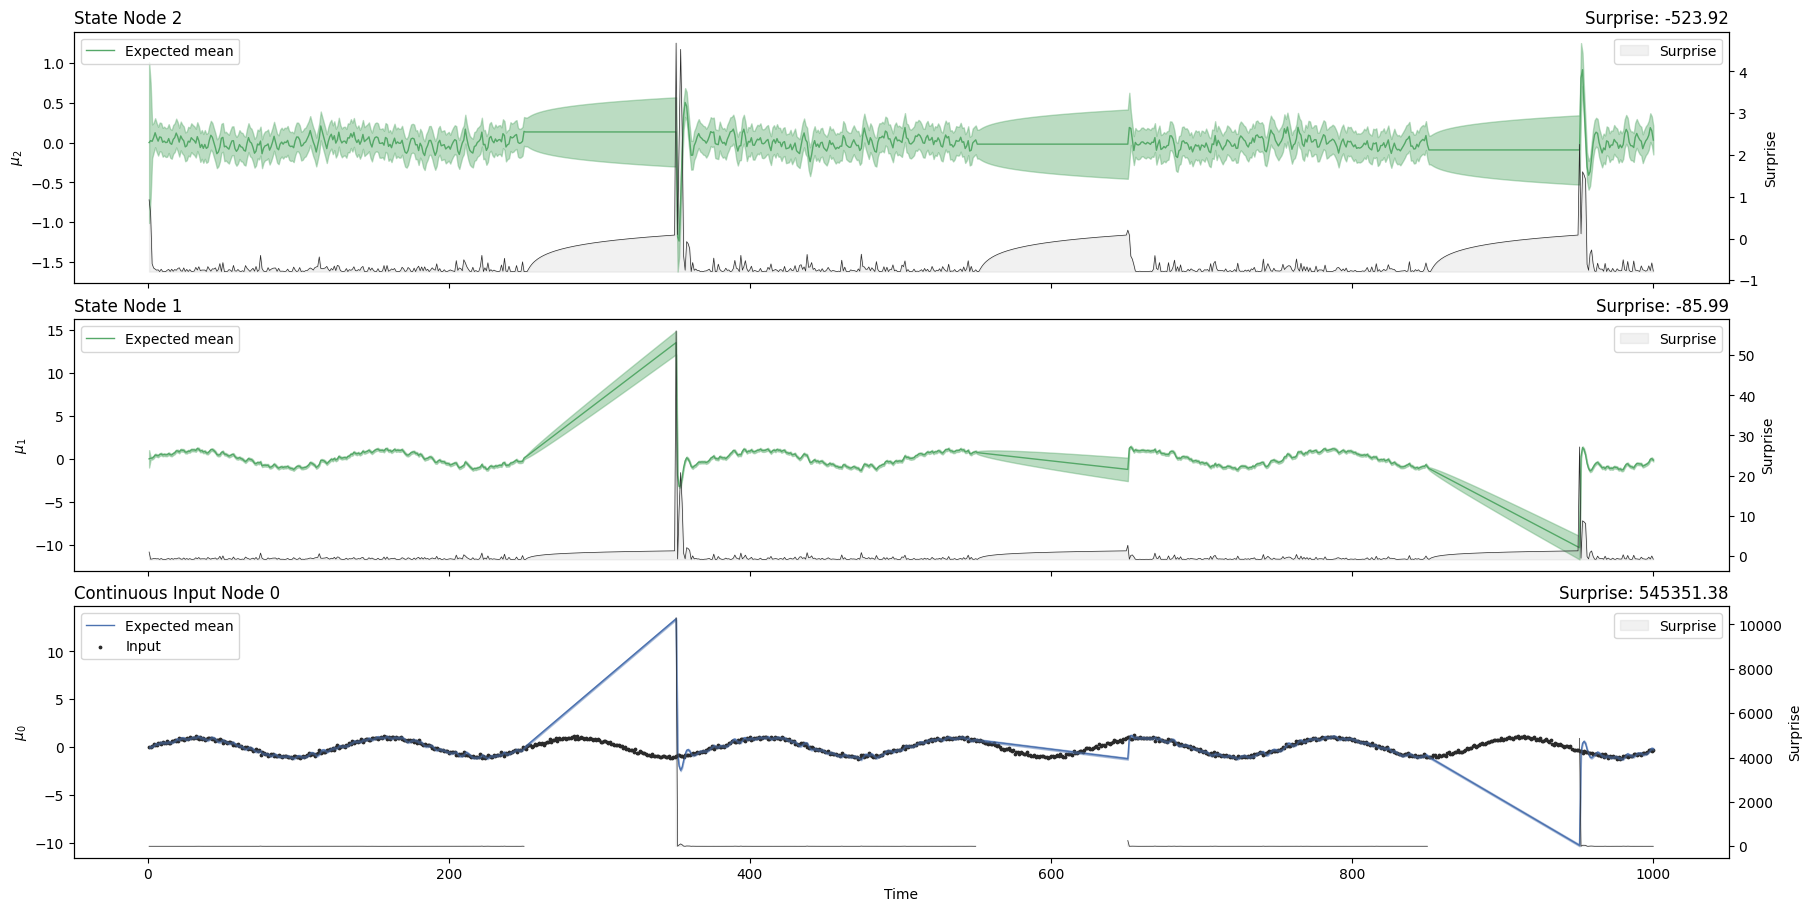 State Node 2 Surprise: -523.92
Expected mean
Surprise
1.0
0.5
0.0
−0.5
−1.0
−1.5
μ2
4
3
2
1
0
−1
Surprise
State Node 1 Surprise: -85.99
Expected mean
Surprise
15
10
5
0
−5
−10
μ1
50
40
30
20
10
0
Surprise
Continuous Input Node 0 Surprise: 545351.38
Expected mean
Input
Surprise
10
5
0
−5
−10
μ0
10000
8000
6000
4000
2000
0
Surprise
0 200 400 600 800 1000
Time